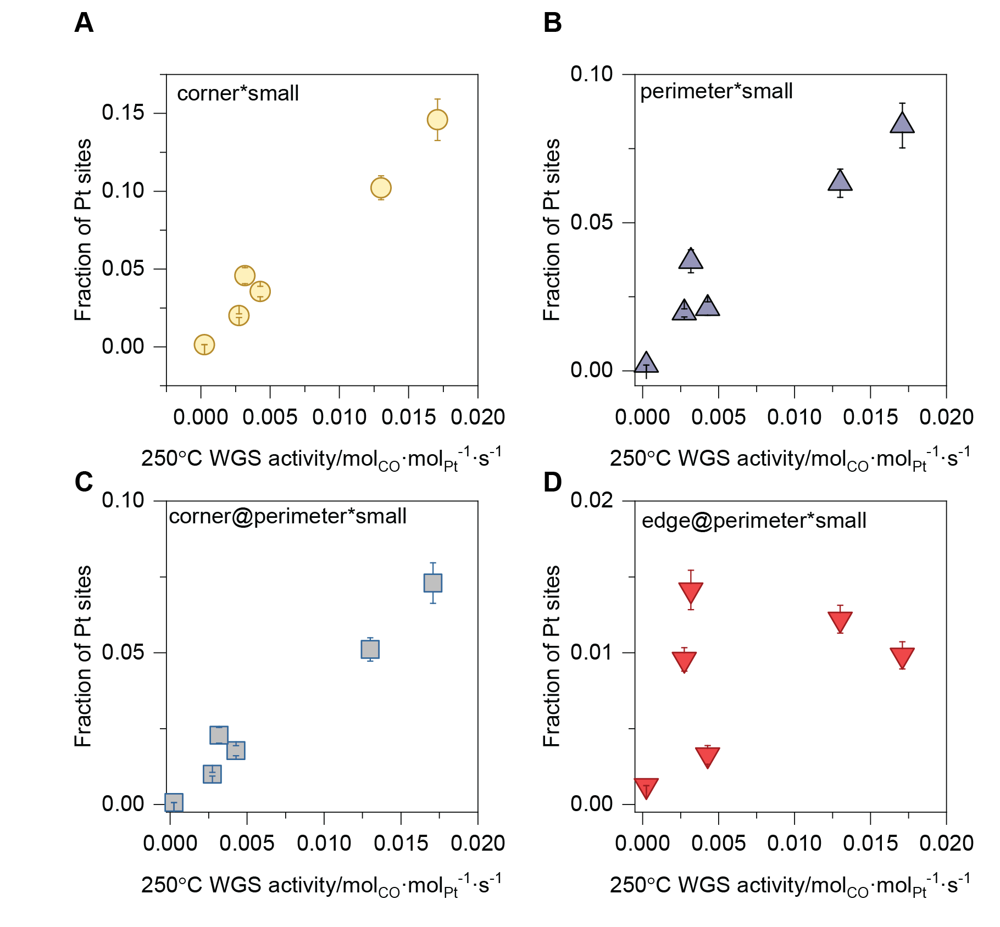 A
corner*small
0.15
0.10
0.05
0.00
Fraction of Pt sites
0.000 0.005 0.010 0.015 0.020
250°C WGS activity/molCO·molPt-1·s-1
B
perimeter*small
0.10
0.05
0.00
Fraction of Pt sites
0.000 0.005 0.010 0.015 0.020
250°C WGS activity/molCO·molPt-1·s-1
C
corner@perimeter*small
0.10
0.05
0.00
Fraction of Pt sites
0.000 0.005 0.010 0.015 0.020
250°C WGS activity/molCO·molPt-1·s-1
D
edge@perimeter*small
0.02
0.01
0.00
Fraction of Pt sites
0.000 0.005 0.010 0.015 0.020
250°C WGS activity/molCO·molPt-1·s-1